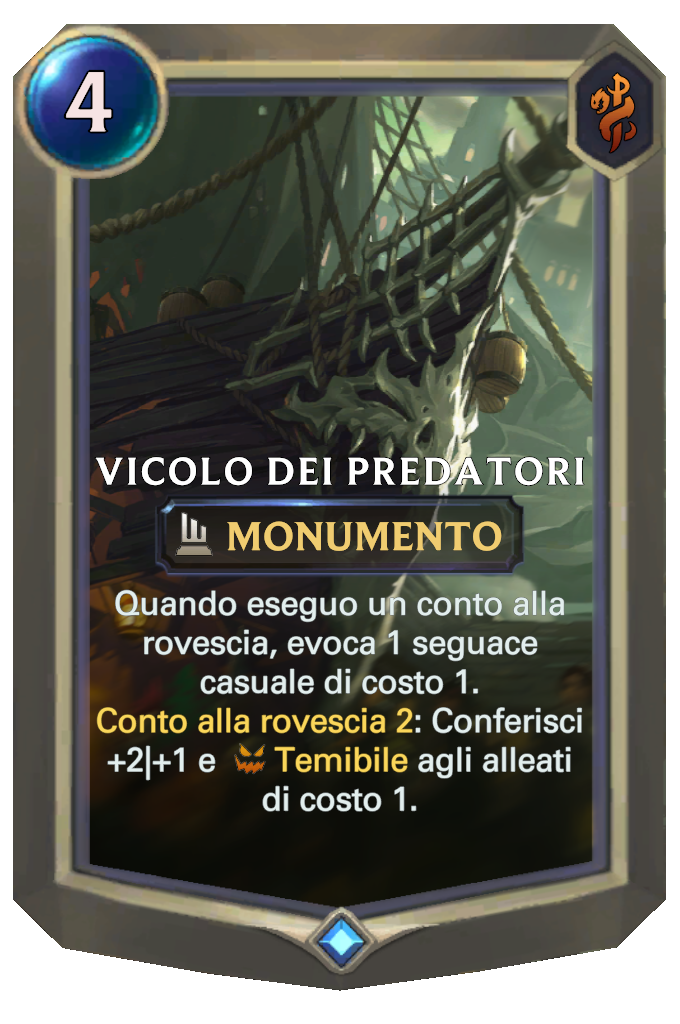 4
VICOLO DEI PREDATORI
MONUMENTO
Quando eseguo un conto alla
rovescia, evoca 1 seguace
casuale di costo 1.
Conto alla rovescia 2: Conferisci
+2|+1 e Temibile agli alleati
di costo 1.